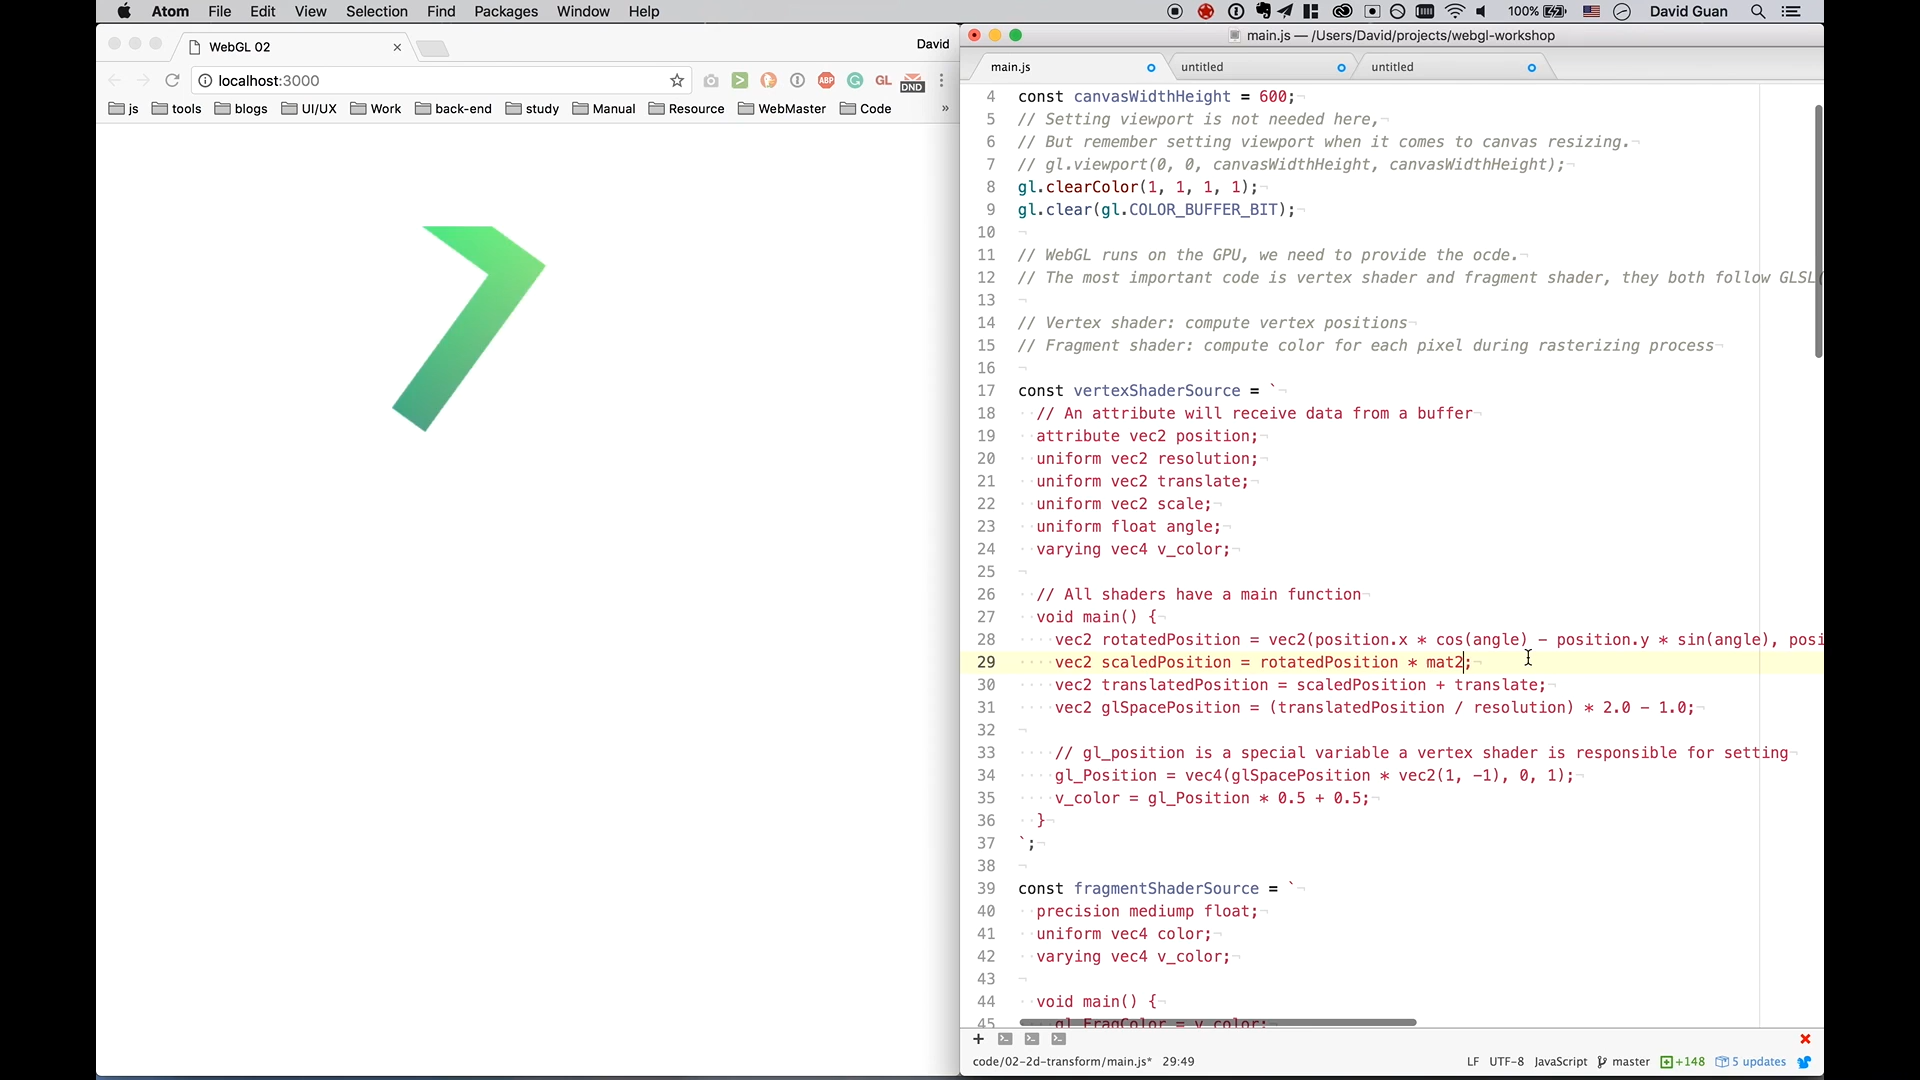 Atom File Edit View Selection Find Packages Window Help 100% David Guan
WebGL 02
David
localhost:3000
ABP GL DND
js tools blogs UI/UX Work back-end study Manual Resource WebMaster Code »
main.js — /Users/David/projects/webgl-workshop
main.js untitled untitled
4 const canvasWidthHeight = 600;
5 // Setting viewport is not needed here,
6 // But remember setting viewport when it comes to canvas resizing.
7 // gl.viewport(0, 0, canvasWidthHeight, canvasWidthHeight);
8 gl.clearColor(1, 1, 1, 1);
9 gl.clear(gl.COLOR_BUFFER_BIT);
10
11 // WebGL runs on the GPU, we need to provide the ocde.
12 // The most important code is vertex shader and fragment shader, they both follow GLSL(
13
14 // Vertex shader: compute vertex positions
15 // Fragment shader: compute color for each pixel during rasterizing process
16
17 const vertexShaderSource = `
18 // An attribute will receive data from a buffer
19 attribute vec2 position;
20 uniform vec2 resolution;
21 uniform vec2 translate;
22 uniform vec2 scale;
23 uniform float angle;
24 varying vec4 v_color;
25
26 // All shaders have a main function
27 void main() {
28 vec2 rotatedPosition = vec2(position.x * cos(angle) - position.y * sin(angle), posi
29 vec2 scaledPosition = rotatedPosition * mat2;
30 vec2 translatedPosition = scaledPosition + translate;
31 vec2 glSpacePosition = (translatedPosition / resolution) * 2.0 - 1.0;
32
33 // gl_position is a special variable a vertex shader is responsible for setting
34 gl_Position = vec4(glSpacePosition * vec2(1, -1), 0, 1);
35 v_color = gl_Position * 0.5 + 0.5;
36 }
37 `;
38
39 const fragmentShaderSource = `
40 precision mediump float;
41 uniform vec4 color;
42 varying vec4 v_color;
43
44 void main() {
45 gl_FragColor = v_color;
code/02-2d-transform/main.js* 29:49 LF UTF-8 JavaScript master +148 5 updates